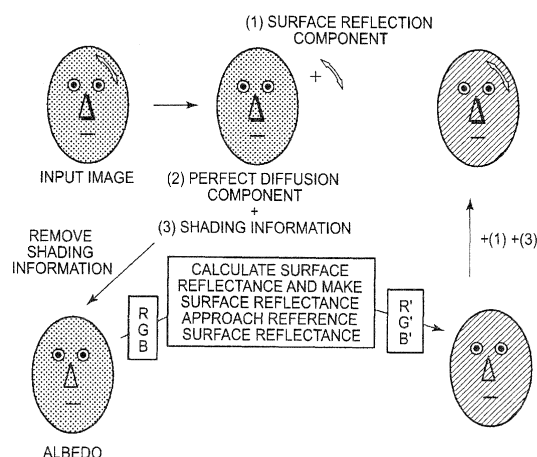 (1) SURFACE REFLECTION
COMPONENT
+
INPUT IMAGE
(2) PERFECT DIFFUSION
COMPONENT
+
(3) SHADING INFORMATION
REMOVE
SHADING
INFORMATION
+(1) +(3)
CALCULATE SURFACE
REFLECTANCE AND MAKE
SURFACE REFLECTANCE
APPROACH REFERENCE
SURFACE REFLECTANCE
R
G
B
R'
G'
B'
ALBEDO